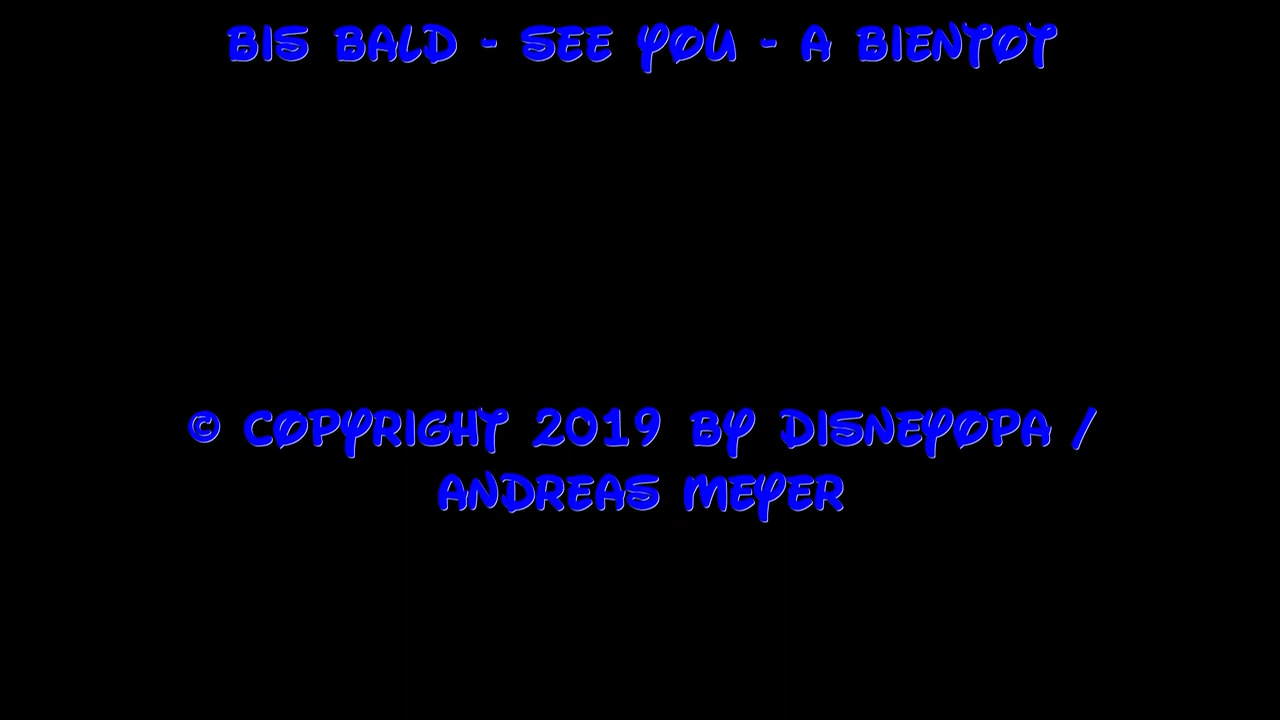 BIS BALD - SEE YOU - A BIENTOT
© COPYRIGHT 2019 BY DISNEYOPA /
ANDREAS MEYER